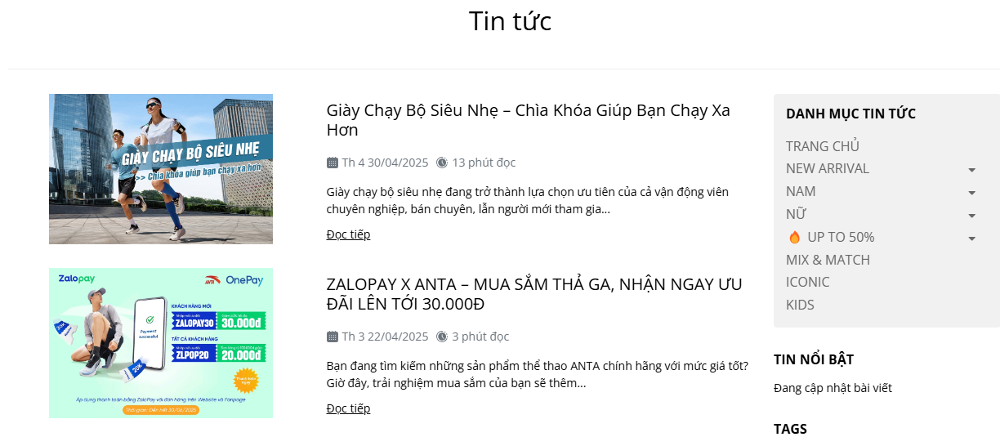 Tin tức
GIÀY CHẠY BỘ SIÊU NHẸ
>> Chìa khóa giúp bạn chạy xa hơn
Giày Chạy Bộ Siêu Nhẹ – Chìa Khóa Giúp Bạn Chạy Xa
Hơn
Th 4 30/04/2025 13 phút đọc
Giày chạy bộ siêu nhẹ đang trở thành lựa chọn ưu tiên của cả vận động viên
chuyên nghiệp, bán chuyên, lẫn người mới tham gia...
Đọc tiếp
Zalopay
ANTA
OnePay
KHÁCH HÀNG MỚI
ZALOPAY30
30.000đ
TẤT CẢ KHÁCH HÀNG
ZLPOP20
20.000đ
Payment
successful
30K
20K
Áp dụng thanh toán bằng ZaloPay với đơn hàng trên Website và Fanpage
Thời gian: Đến hết 30/06/2025
ZALOPAY X ANTA – MUA SẮM THẢ GA, NHẬN NGAY ƯU
ĐÃI LÊN TỚI 30.000Đ
Th 3 22/04/2025 3 phút đọc
Bạn đang tìm kiếm những sản phẩm thể thao ANTA chính hãng với mức giá tốt?
Giờ đây, trải nghiệm mua sắm của bạn sẽ thêm...
Đọc tiếp
DANH MỤC TIN TỨC
TRANG CHỦ
NEW ARRIVAL
NAM
NỮ
🔥 UP TO 50%
MIX & MATCH
ICONIC
KIDS
TIN NỔI BẬT
Đang cập nhật bài viết
TAGS